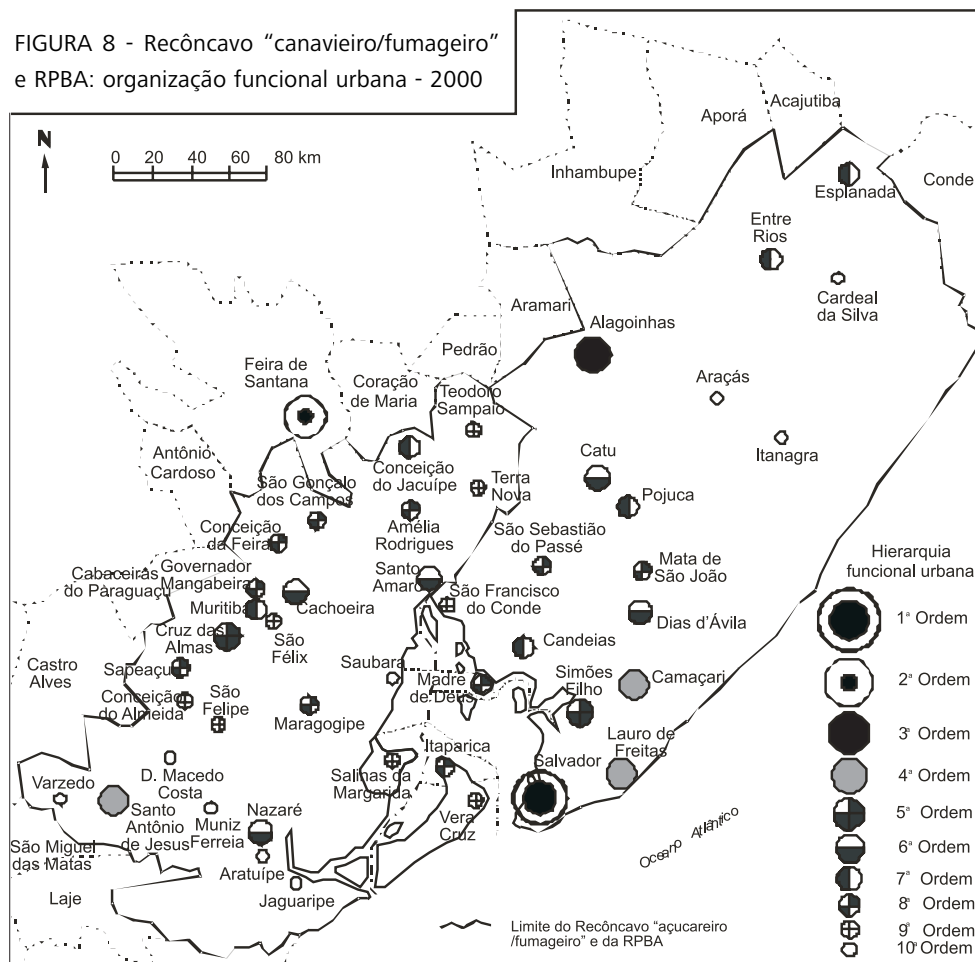 FIGURA 8 - Recôncavo “canavieiro/fumageiro”
e RPBA: organização funcional urbana - 2000
N
0 20 40 60 80 km
Acajutiba
Aporá
Inhambupe
Conde
Esplanada
Entre
Rios
Cardeal
da Silva
Aramari
Alagoinhas
Pedrão
Feira de
Santana
Coração
de Maria
Teodoro
Sampaio
Araçás
Itanagra
Antônio
Cardoso
São Gonçalo
dos Campos
Conceição
do Jacuípe
Terra
Nova
Catu
Pojuca
Conceição
da Feira
Amélia
Rodrigues
São Sebastião
do Passé
Mata de
São João
Cabaceiras
do Paraguaçu
Governador
Mangabeira
Muritiba
Cachoeira
Santo
Amaro
São Francisco
do Conde
Dias d’Ávila
Cruz das
Almas
São
Félix
Candeias
Castro
Alves
Sapeaçu
Saubara
Madre
de Deus
Simões
Filho
Camaçari
Conceição
do Almeida
São
Felipe
Maragogipe
Lauro de
Freitas
Itaparica
Salvador
Salinas da
Margarida
Varzedo
D. Macedo
Costa
Vera
Cruz
Santo
Antônio
de Jesus
Muniz
Ferreia
Nazaré
São Miguel
das Matas
Aratuípe
Laje
Jaguaripe
Oceano Atlântico
Hierarquia
funcional urbana
1ª Ordem
2ª Ordem
3ª Ordem
4ª Ordem
5ª Ordem
6ª Ordem
7ª Ordem
8ª Ordem
9ª Ordem
10ª Ordem
Limite do Recôncavo “açucareiro
/fumageiro” e da RPBA